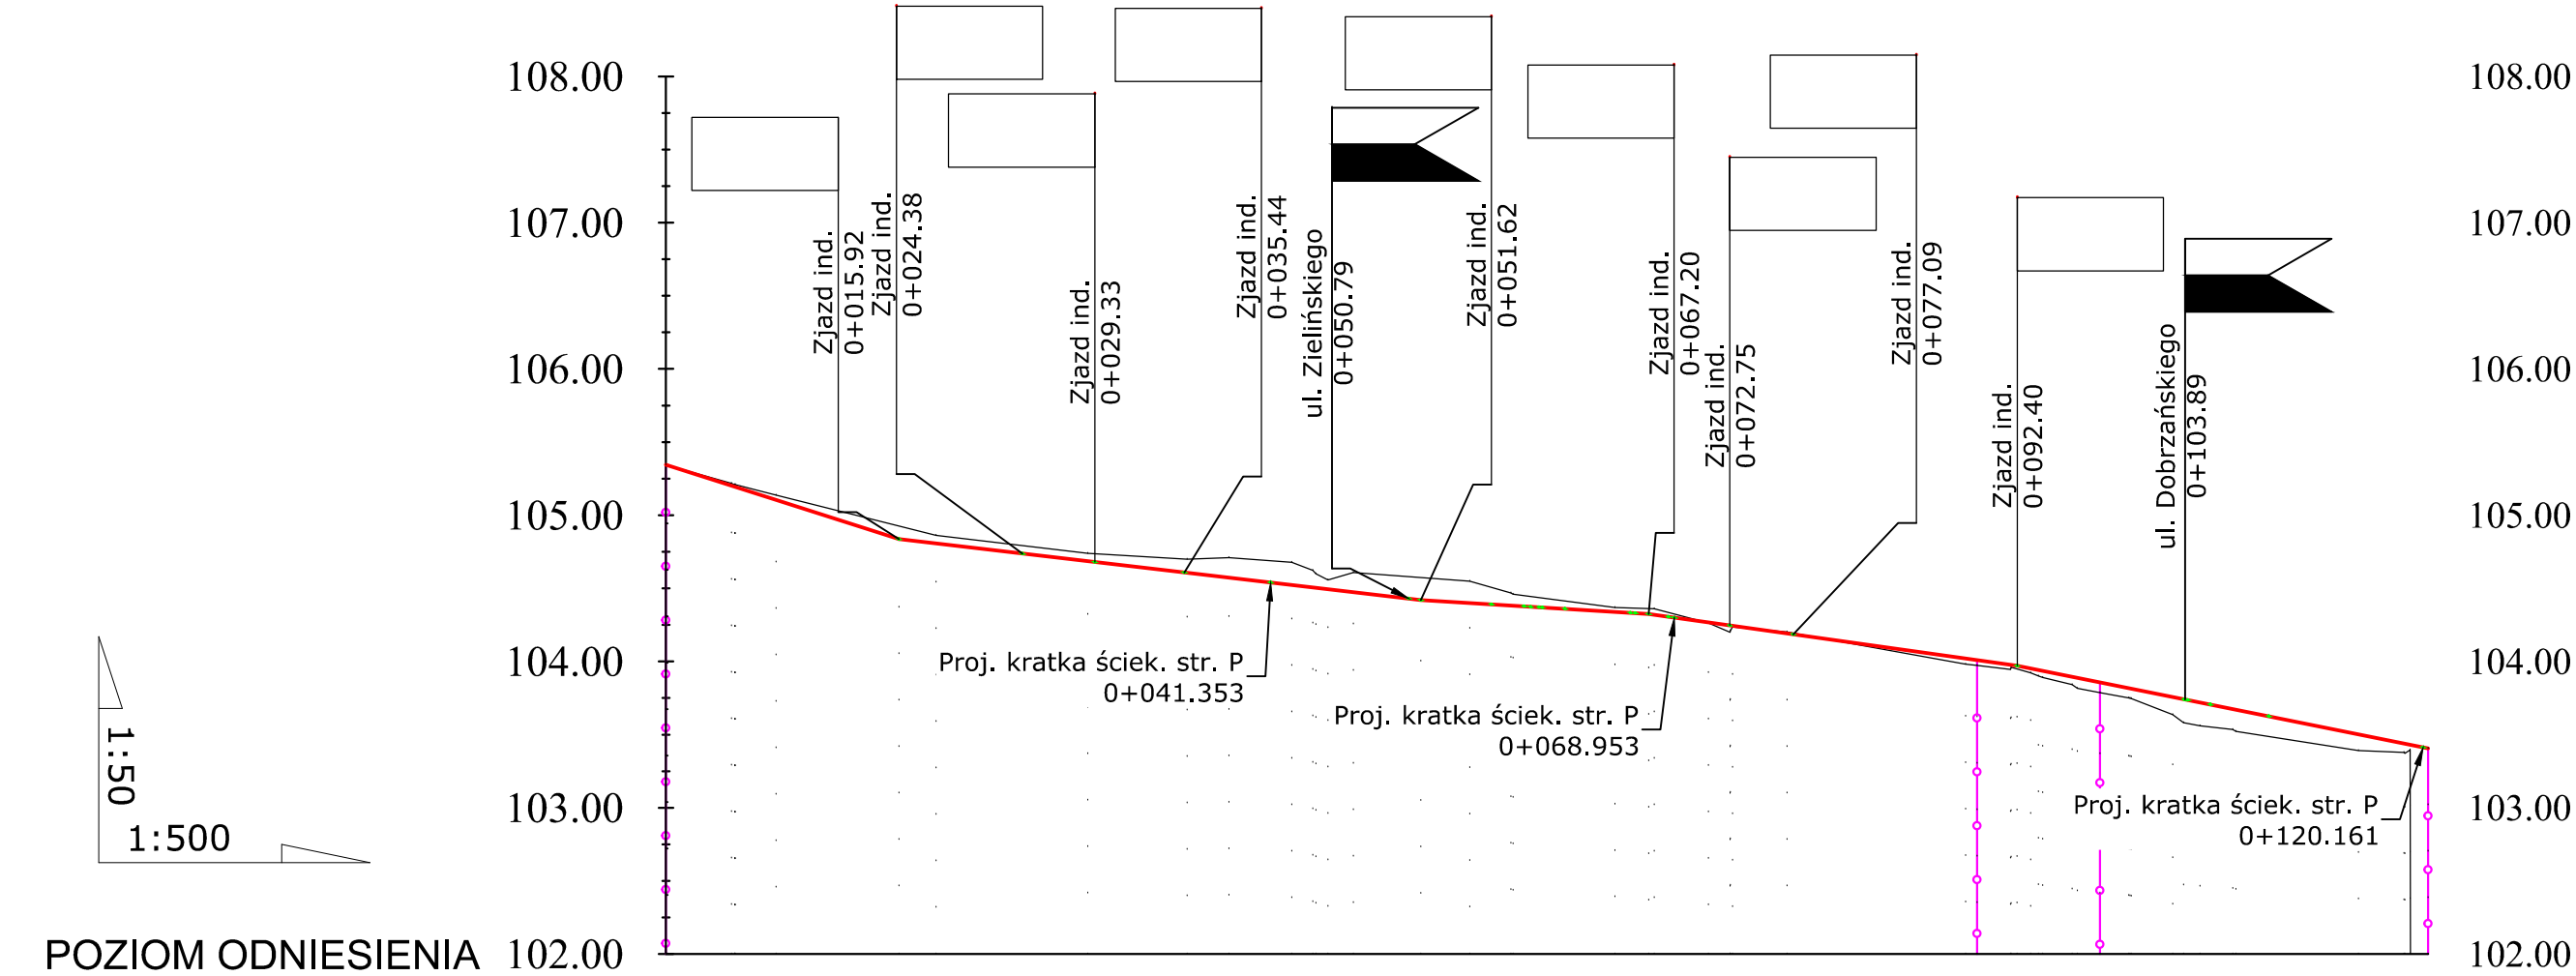 108.00
107.00
106.00
105.00
104.00
103.00
POZIOM ODNIESIENIA 102.00
1:50
1:500
Zjazd ind.
0+015.92
Zjazd ind.
0+024.38
Zjazd ind.
0+029.33
Zjazd ind.
0+035.44
ul. Zielińskiego
0+050.79
Zjazd ind.
0+051.62
Zjazd ind.
0+067.20
Zjazd ind.
0+072.75
Zjazd ind.
0+077.09
Zjazd ind.
0+092.40
ul. Dobrzańskiego
0+103.89
Proj. kratka ściek. str. P
0+041.353
Proj. kratka ściek. str. P
0+068.953
Proj. kratka ściek. str. P
0+120.161
108.00
107.00
106.00
105.00
104.00
103.00
102.00